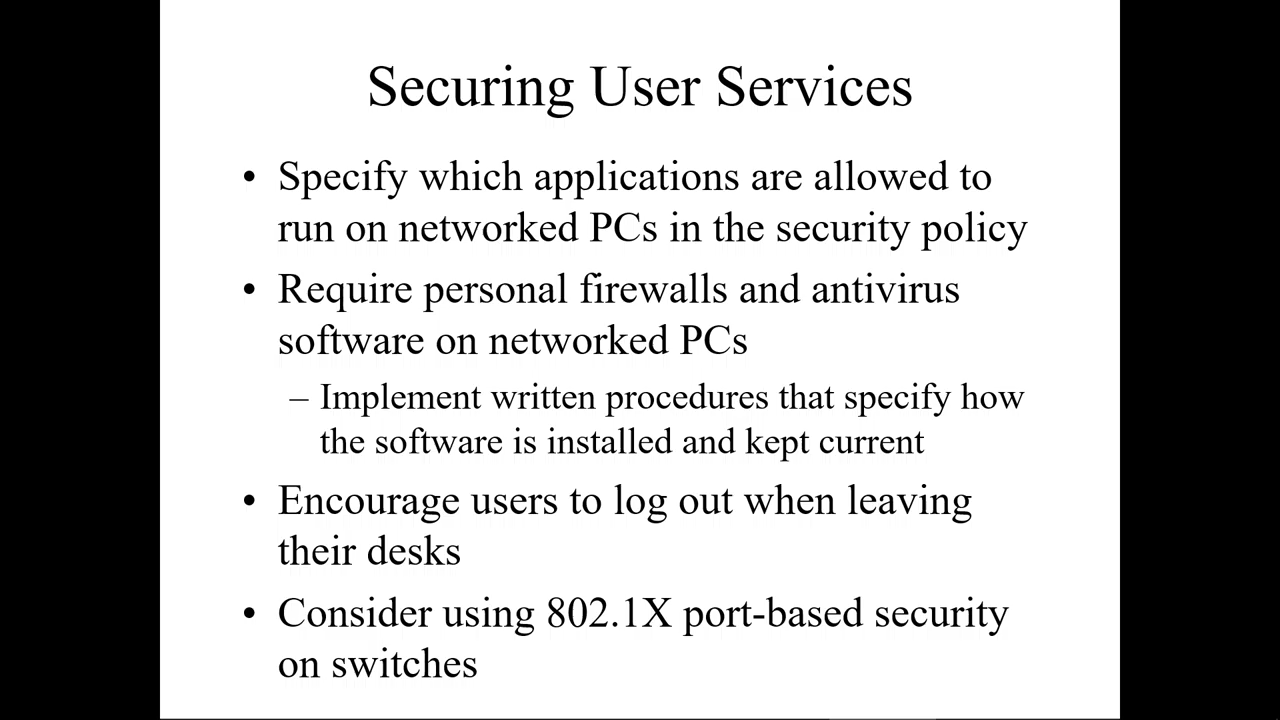 Securing User Services
• Specify which applications are allowed to
run on networked PCs in the security policy
• Require personal firewalls and antivirus
software on networked PCs
– Implement written procedures that specify how
the software is installed and kept current
• Encourage users to log out when leaving
their desks
• Consider using 802.1X port-based security
on switches